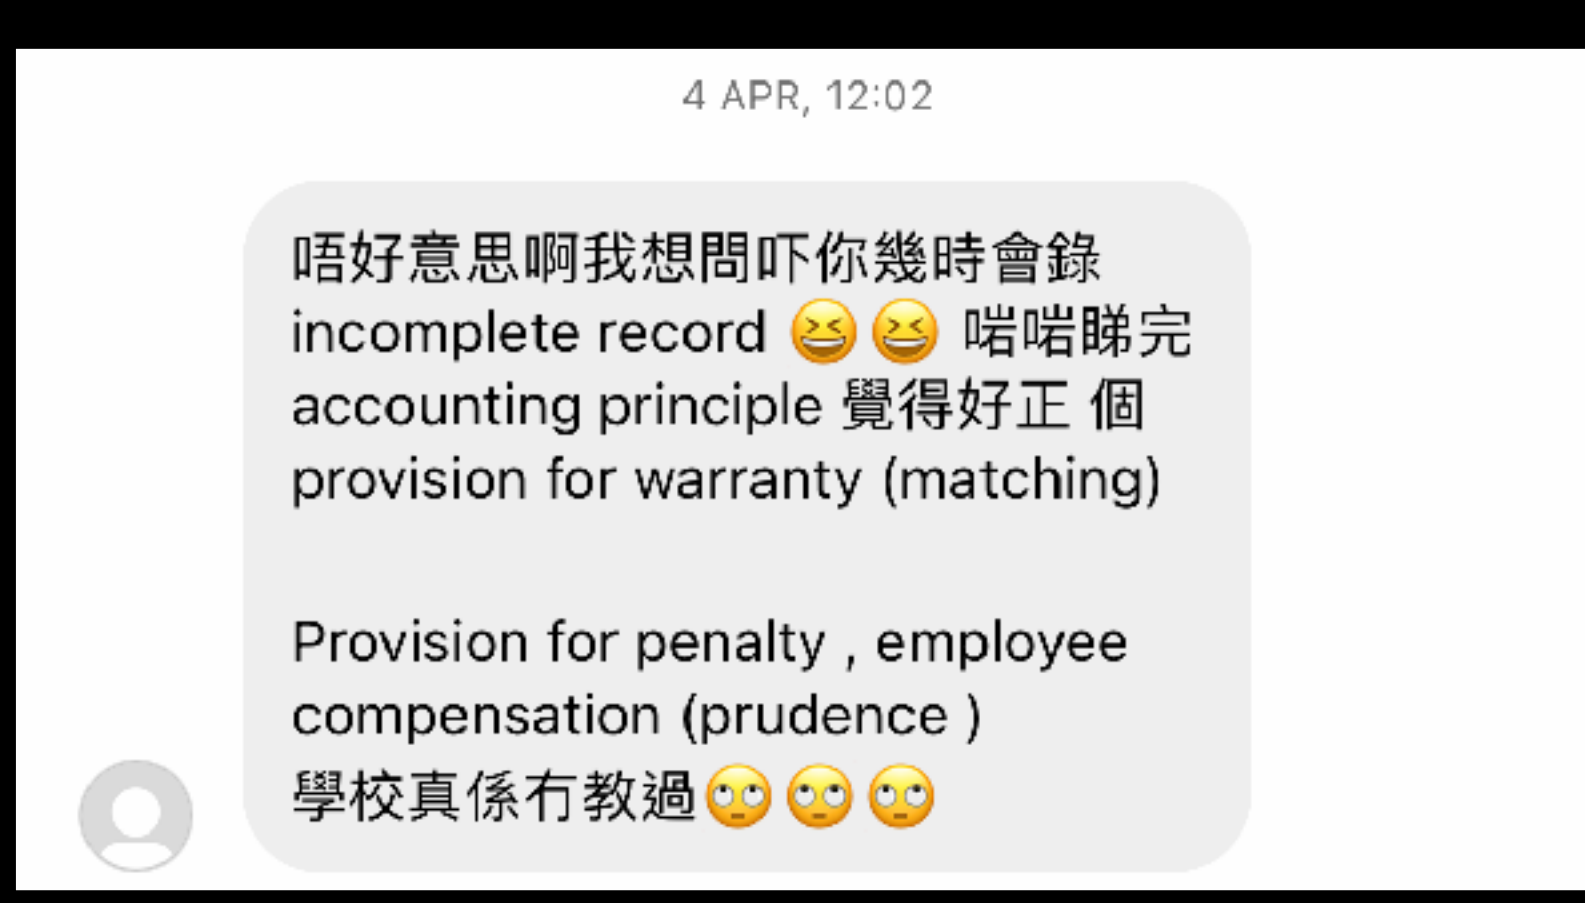 4 APR, 12:02
唔好意思啊我想問吓你幾時會錄
incomplete record 😆😆 啱啱睇完
accounting principle 覺得好正 個
provision for warranty (matching)
Provision for penalty , employee
compensation (prudence )
學校真係冇教過🙄🙄🙄